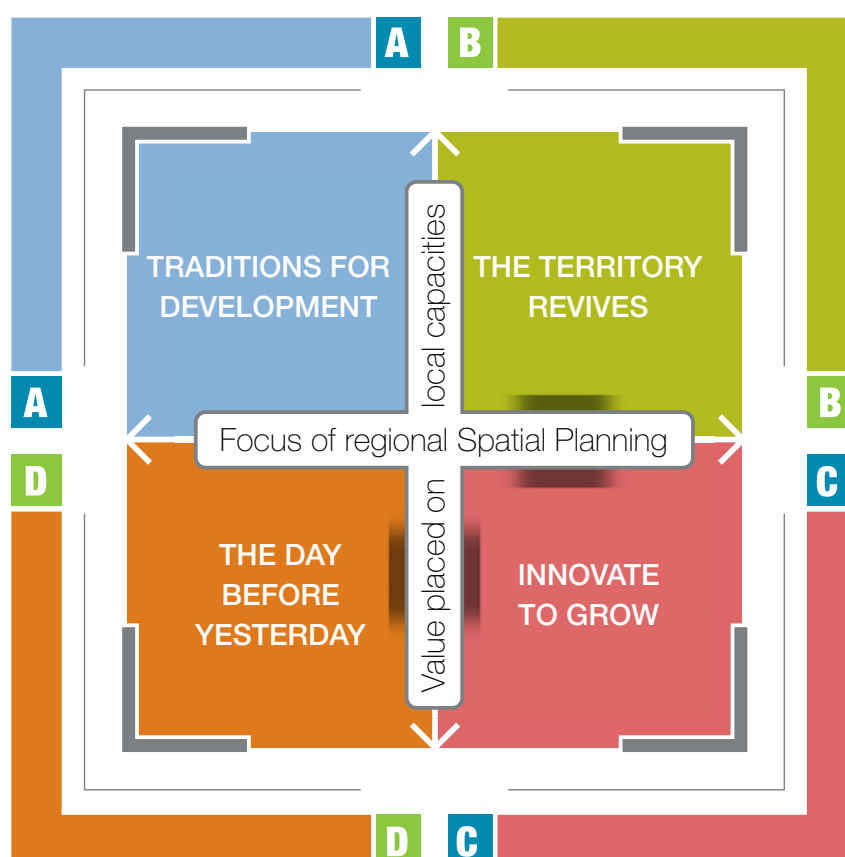 A B
TRADITIONS FOR
DEVELOPMENT
THE TERRITORY
REVIVES
A
B
Focus of regional Spatial Planning
Value placed on local capacities
D
C
THE DAY
BEFORE
YESTERDAY
INNOVATE
TO GROW
D C